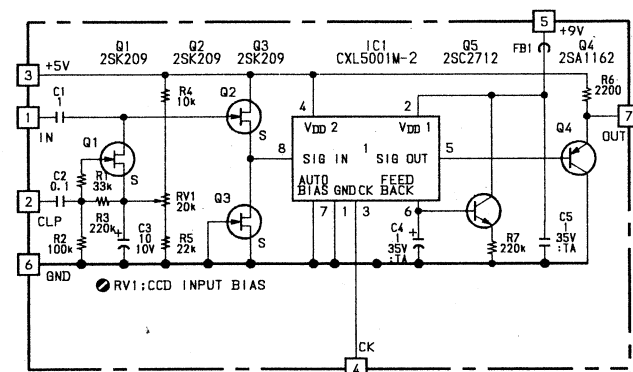 Q1 Q2 Q3 IC1 Q5 Q4
2SK209 2SK209 2SK209 CXL5001M-2 2SC2712 2SA1162
5
+9V
FB1
3
+5V
R4
10k
R6
2200
1
IN
C1
1
Q2
S
4 2
VDD 2 VDD 1
7
OUT
Q4
Q1
S
8
1
SIG IN SIG OUT
5
C2
0.1
R1
33k
2
CLP
R3
220k
RV1
20k
Q3
S
AUTO
BIAS GND CK
FEED
BACK
7 1 3 6
R2
100k
C3
10
10V
R5
22k
C4
1
35V
:TA
R7
220k
C5
1
35V
:TA
6
GND
RV1:CCD INPUT BIAS
CK
4